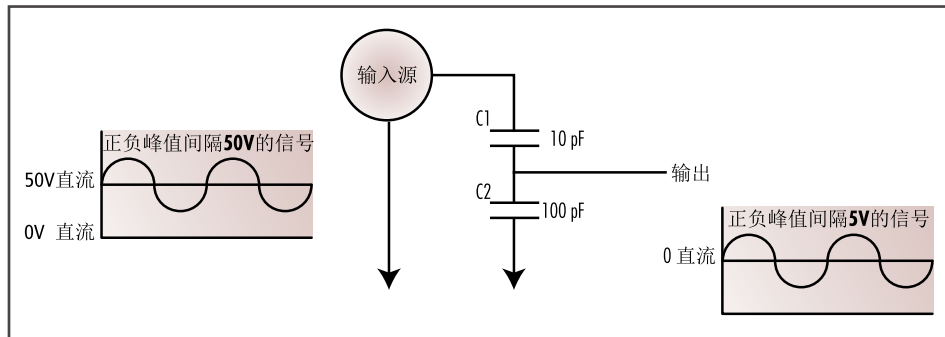 输入源
C1
10 pF
正负峰值间隔50V的信号
50V直流
输出
C2
100 pF
0V 直流
正负峰值间隔5V的信号
0 直流